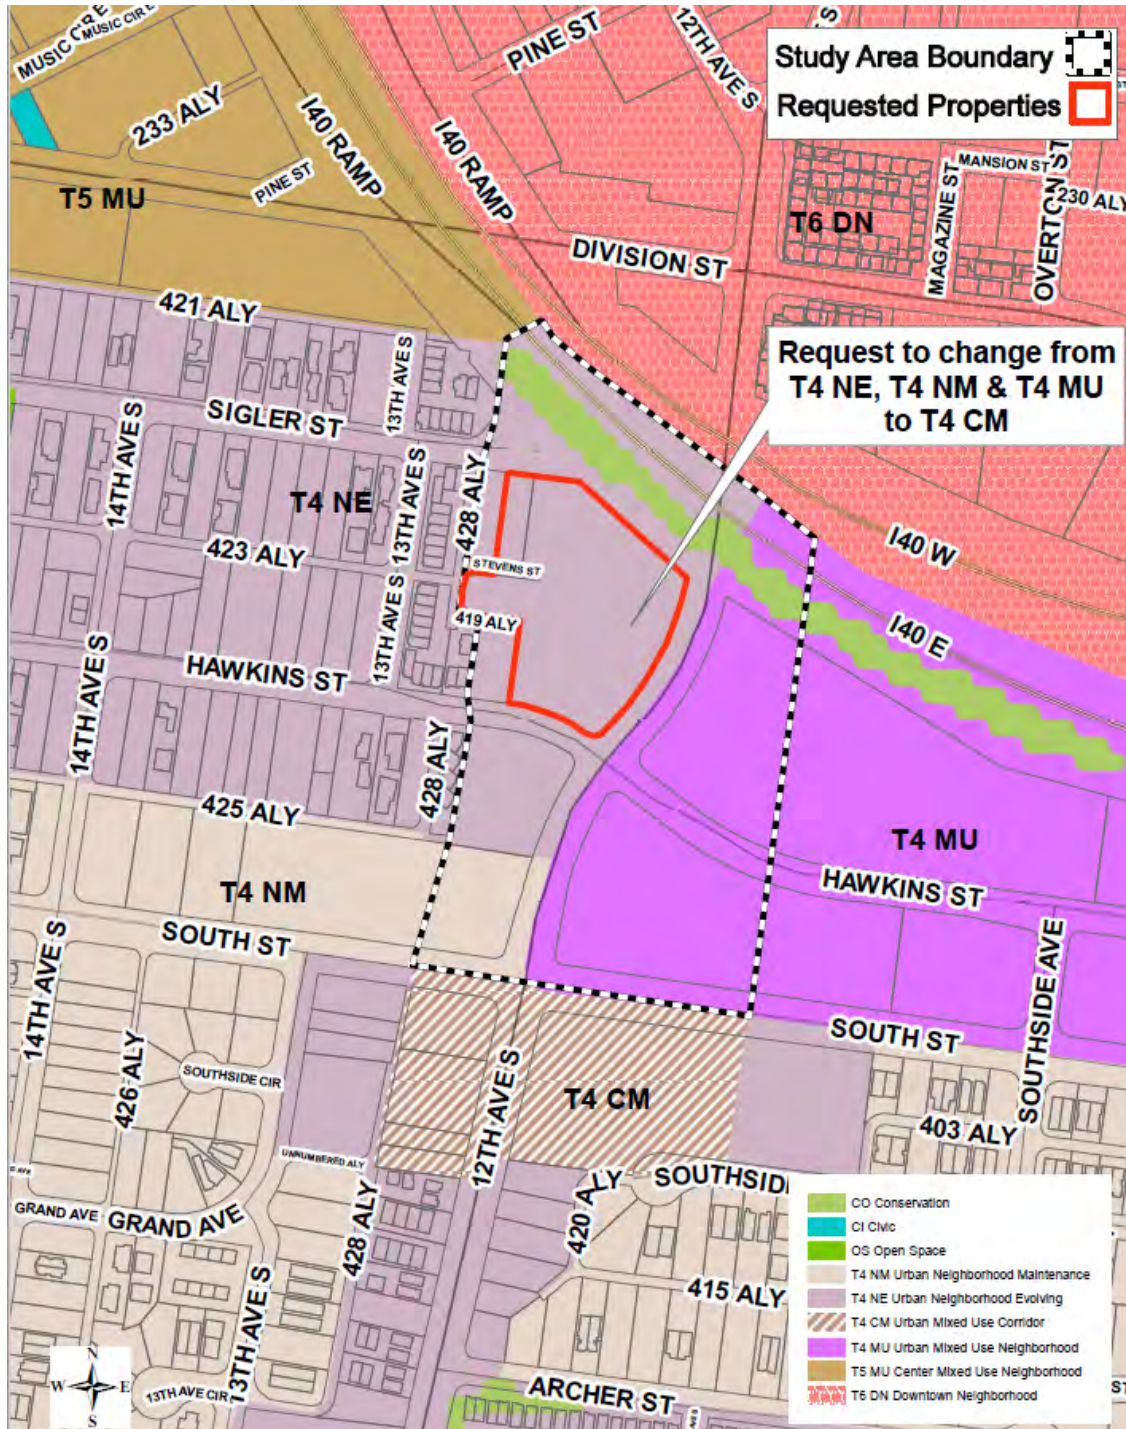 MUSIC CIR E
MUSIC CIR E
233 ALY
PINE ST
I40 RAMP
I40 RAMP
PINE ST
12TH AVE S
Study Area Boundary
Requested Properties
MANSION ST
MAGAZINE ST
OVERTON ST
230 ALY
T5 MU
T6 DN
DIVISION ST
421 ALY
13TH AVE S
SIGLER ST
14TH AVE S
Request to change from
T4 NE, T4 NM & T4 MU
to T4 CM
T4 NE
13TH AVE S
428 ALY
423 ALY
STEVENS ST
I40 W
419 ALY
13TH AVE S
I40 E
14TH AVE S
HAWKINS ST
428 ALY
425 ALY
T4 MU
T4 NM
HAWKINS ST
SOUTH ST
14TH AVE S
SOUTHSIDE AVE
SOUTH ST
426 ALY
SOUTHSIDE CIR
12TH AVE S
T4 CM
403 ALY
UNNUMBERED ALY
GRAND AVE
GRAND AVE
428 ALY
420 ALY
SOUTHSIDE
415 ALY
13TH AVE S
13TH AVE CIR
ARCHER ST
N
W E
S
CO Conservation
CI Civic
OS Open Space
T4 NM Urban Neighborhood Maintenance
T4 NE Urban Neighborhood Evolving
T4 CM Urban Mixed Use Corridor
T4 MU Urban Mixed Use Neighborhood
T5 MU Center Mixed Use Neighborhood
T6 DN Downtown Neighborhood